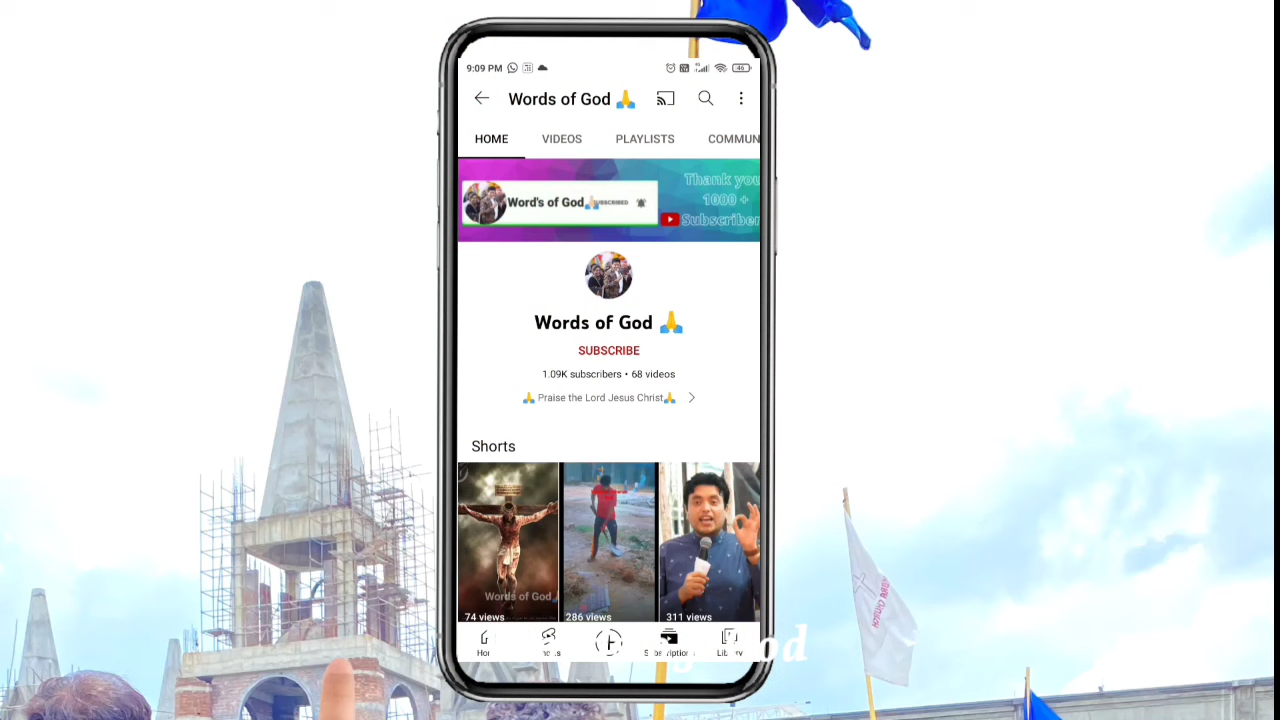 9:09 PM
46
Words of God 🙏
HOME VIDEOS PLAYLISTS COMMUN
Word's of God🙏🏻 SUBSCRIBED
Thank you
1000 +
Subscriber
Words of God 🙏
SUBSCRIBE
1.09K subscribers • 68 videos
🙏 Praise the Lord Jesus Christ🙏
Shorts
Words of God
74 views
286 views
311 views